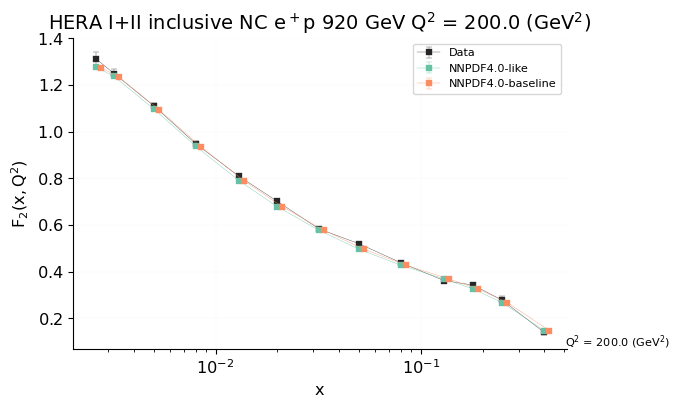 HERA I+II inclusive NC e⁺p 920 GeV Q² = 200.0 (GeV²)
1.4
1.2
1.0
0.8
0.6
0.4
0.2
F₂(x, Q²)
Data
NNPDF4.0-like
NNPDF4.0-baseline
Q² = 200.0 (GeV²)
10⁻²
10⁻¹
x